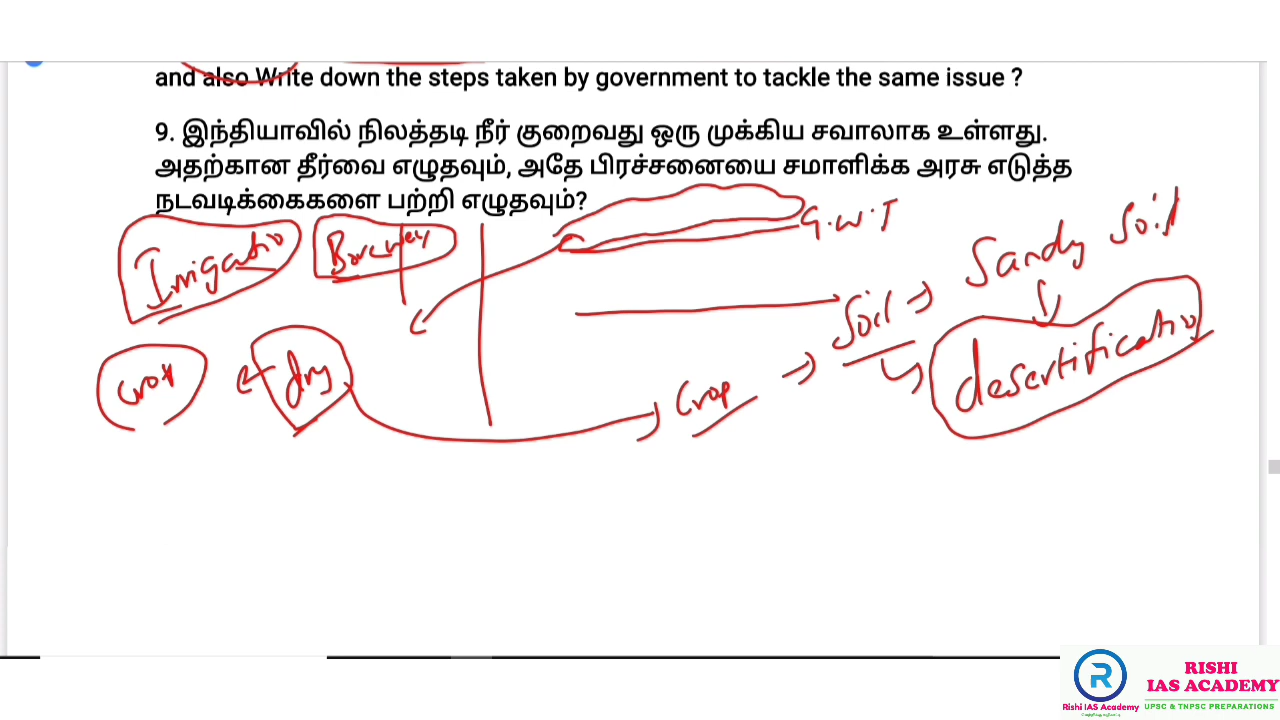 and also Write down the steps taken by government to tackle the same issue ?
9. இந்தியாவில் நிலத்தடி நீர் குறைவது ஒரு முக்கிய சவாலாக உள்ளது.
அதற்கான தீர்வை எழுதவும், அதே பிரச்சனையை சமாளிக்க அரசு எடுத்த
நடவடிக்கைகளை பற்றி எழுதவும்?
G.W.T
Sandy Soil
Irrigatio
Soil
desertificatio
dry
Crop
R
RISHI
IAS ACADEMY
Rishi IAS Academy
UPSC & TNPSC PREPARATIONS